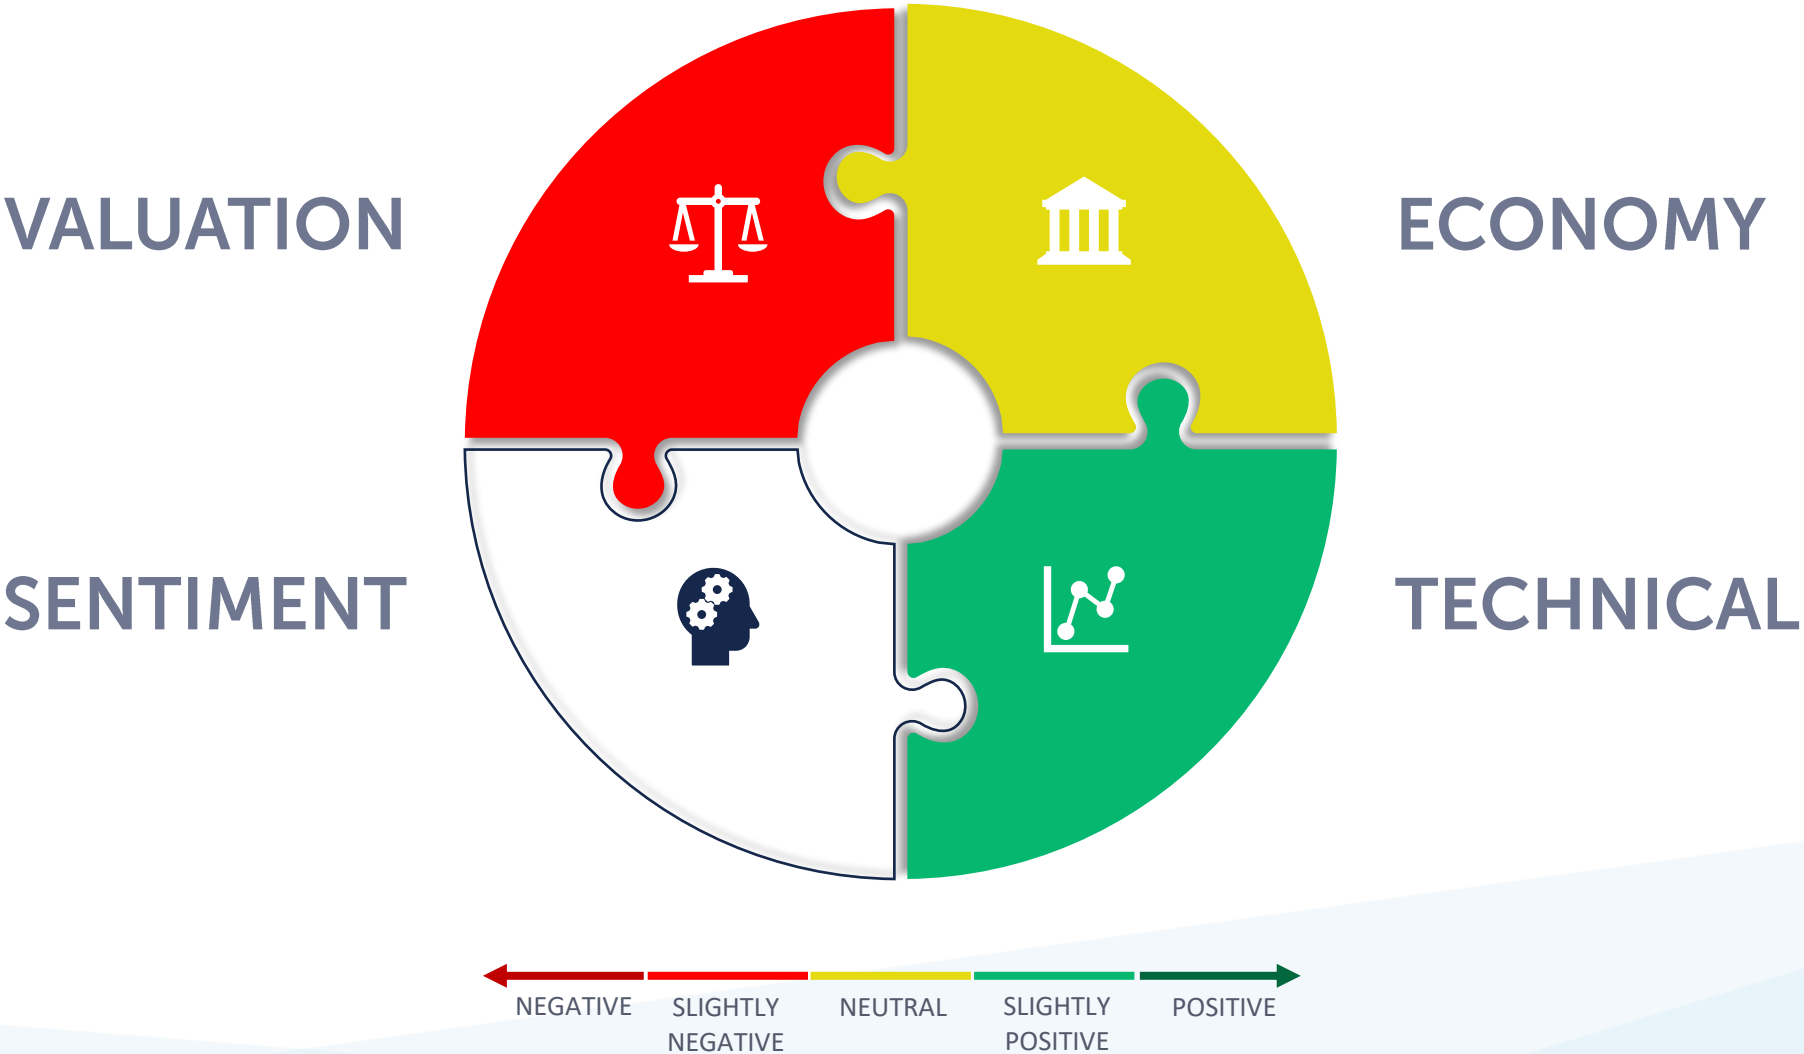 VALUATION
ECONOMY
SENTIMENT
TECHNICAL
NEGATIVE
SLIGHTLY
NEGATIVE
NEUTRAL
SLIGHTLY
POSITIVE
POSITIVE